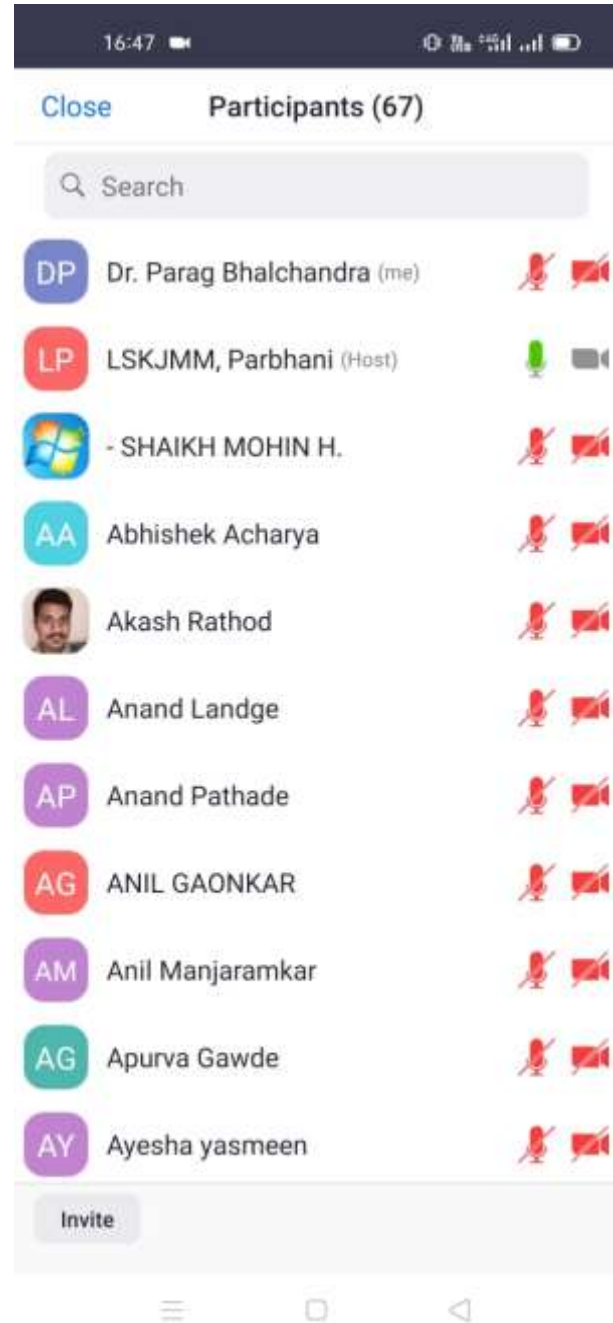 16:47
Close Participants (67)
Search
DP Dr. Parag Bhalchandra (me)
LP LSKJMM, Parbhani (Host)
- SHAIKH MOHIN H.
AA Abhishek Acharya
Akash Rathod
AL Anand Landge
AP Anand Pathade
AG ANIL GAONKAR
AM Anil Manjaramkar
AG Apurva Gawde
AY Ayesha yasmeen
Invite